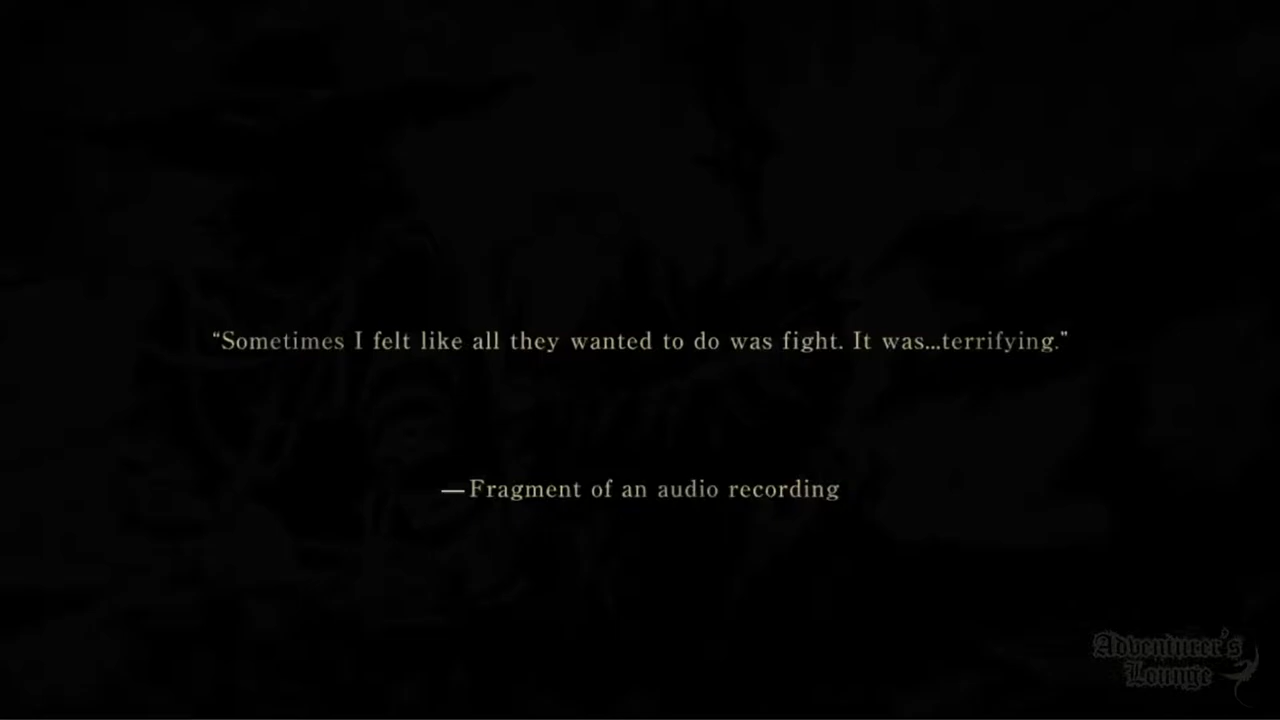 “Sometimes I felt like all they wanted to do was fight. It was...terrifying.”
—Fragment of an audio recording
Adventurer's
Lounge